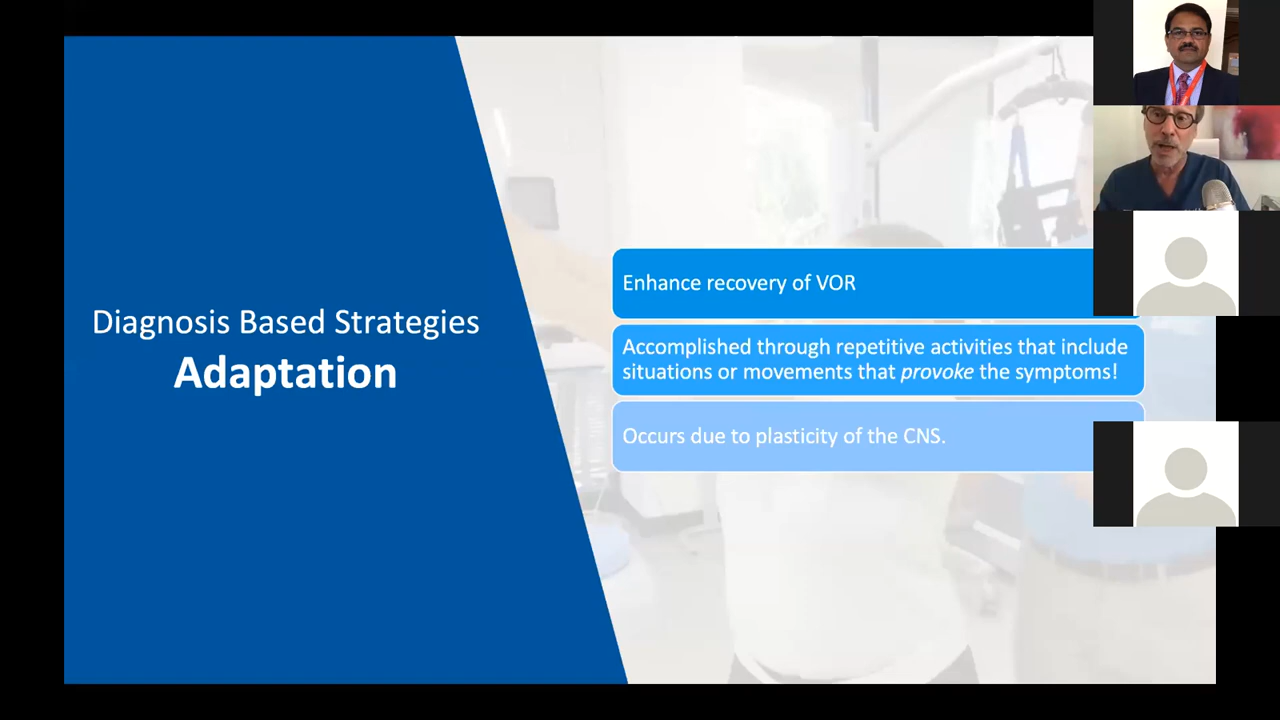 Diagnosis Based Strategies
Adaptation
Enhance recovery of VOR
Accomplished through repetitive activities that include
situations or movements that provoke the symptoms!
Occurs due to plasticity of the CNS.